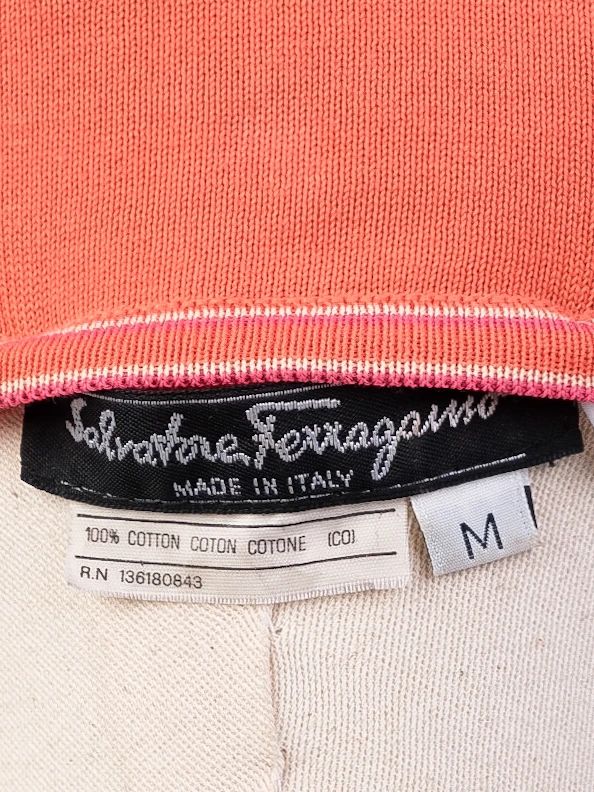 Salvatore Ferragamo
MADE IN ITALY
100% COTTON COTON COTONE (CO)
R.N 136180843
M